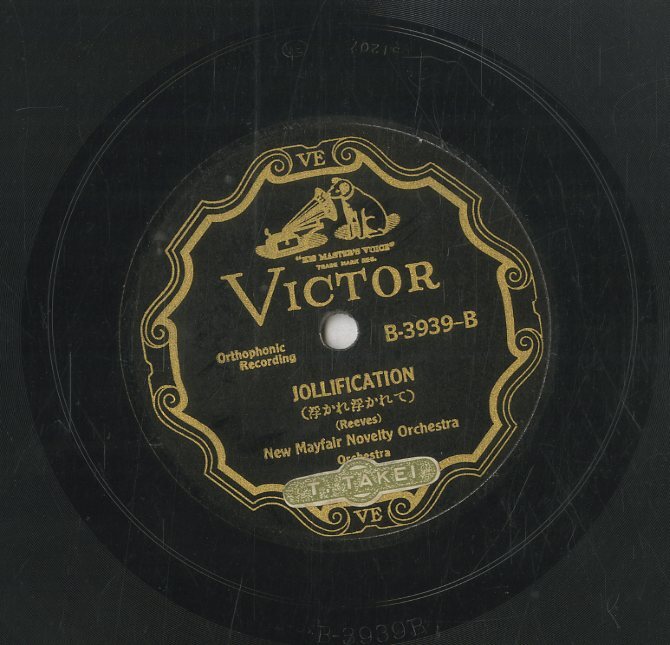 VE
"HIS MASTER'S VOICE"
TRADE MARK REG.
VICTOR
B-3939-B
Orthophonic
Recording
JOLLIFICATION
(浮かれ浮かれて)
(Reeves)
New Mayfair Novelty Orchestra
Orchestra
T. TAKEI
VE
B-3939B